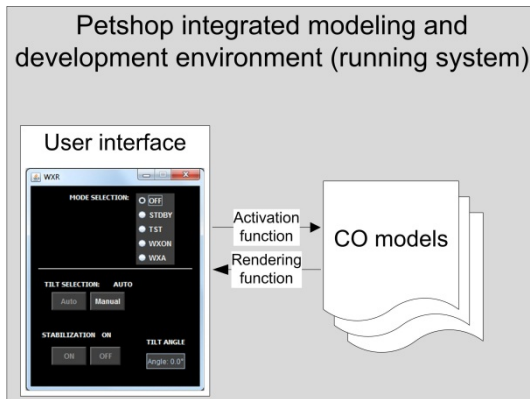 Petshop integrated modeling and
development environment (running system)
User interface
WXR
MODE SELECTION:
OFF
STDBY
TST
WXON
WXA
TILT SELECTION: AUTO
Auto
Manual
STABILIZATION ON
ON
OFF
TILT ANGLE
Angle: 0.0°
Activation
function
Rendering
function
CO models